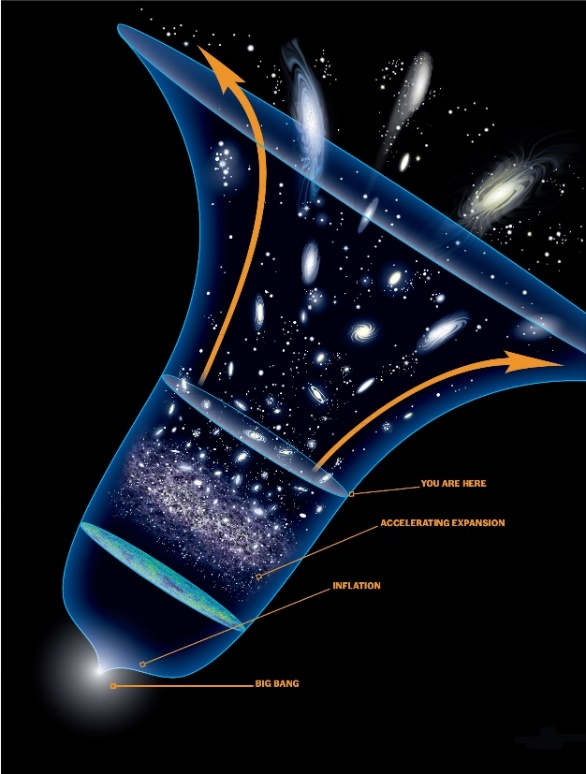 YOU ARE HERE
ACCELERATING EXPANSION
INFLATION
BIG BANG